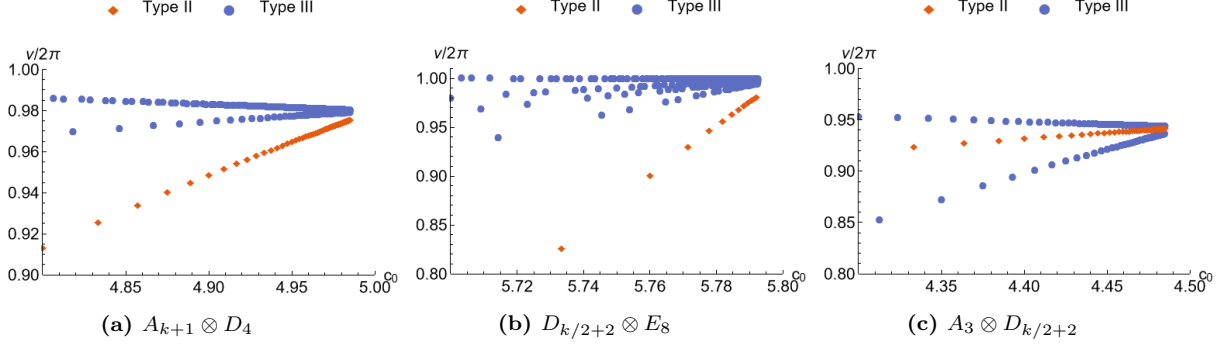 Type II Type III
v/2π
1.00
0.98
0.96
0.94
0.92
0.90
4.85 4.90 4.95 5.00
c₀
Type II Type III
v/2π
1.00
0.95
0.90
0.85
0.80
5.72 5.74 5.76 5.78 5.80
c₀
Type II Type III
v/2π
1.00
0.95
0.90
0.85
0.80
4.35 4.40 4.45 4.50
c₀
(a) A_{k+1} ⊗ D_4
(b) D_{k/2+2} ⊗ E_8
(c) A_3 ⊗ D_{k/2+2}